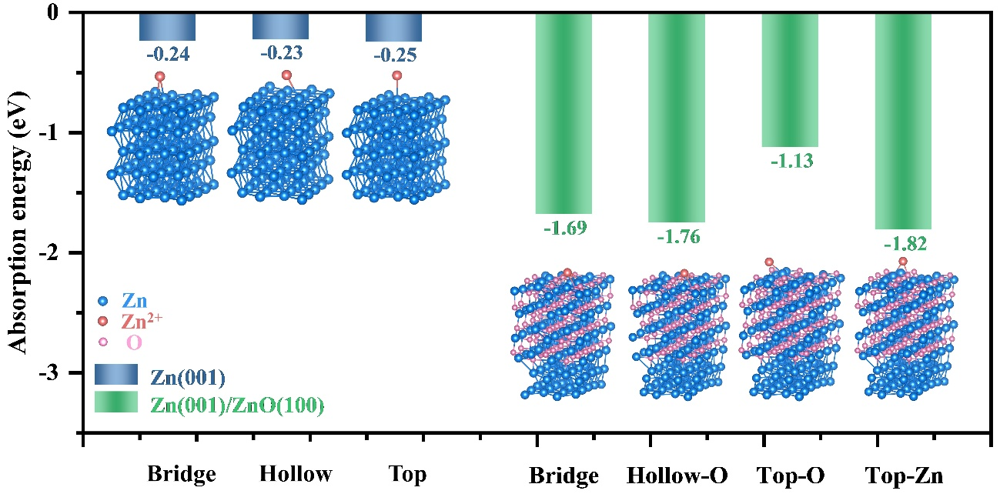 Absorption energy (eV)
0
-1
-2
-3
-0.24
-0.23
-0.25
-1.69
-1.76
-1.13
-1.82
Zn
Zn²⁺
O
Zn(001)
Zn(001)/ZnO(100)
Bridge
Hollow
Top
Bridge
Hollow-O
Top-O
Top-Zn